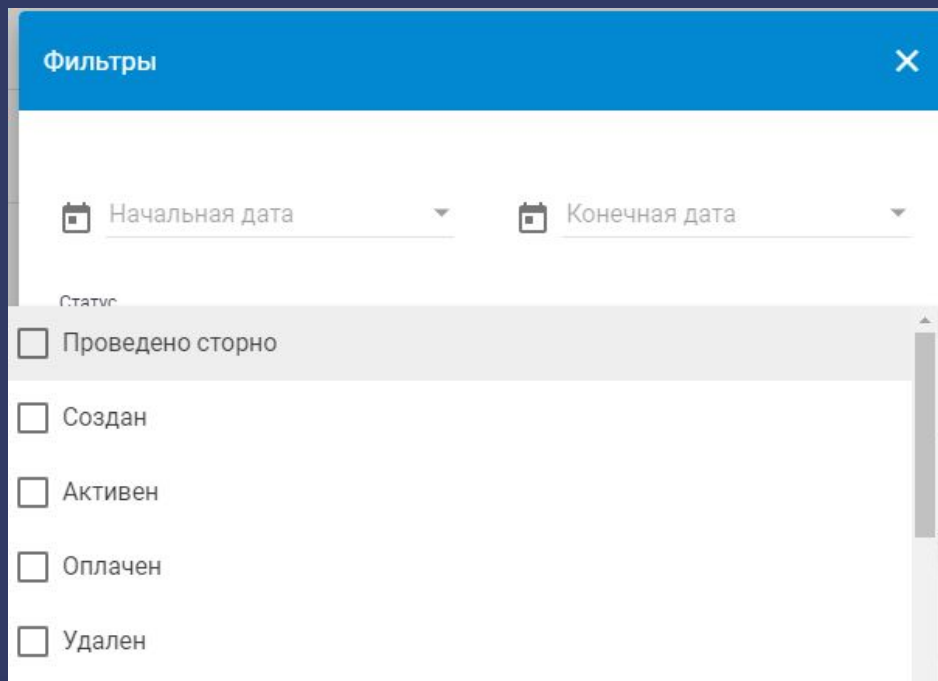 Фильтры
Начальная дата
Конечная дата
Статус
Проведено сторно
Создан
Активен
Оплачен
Удален